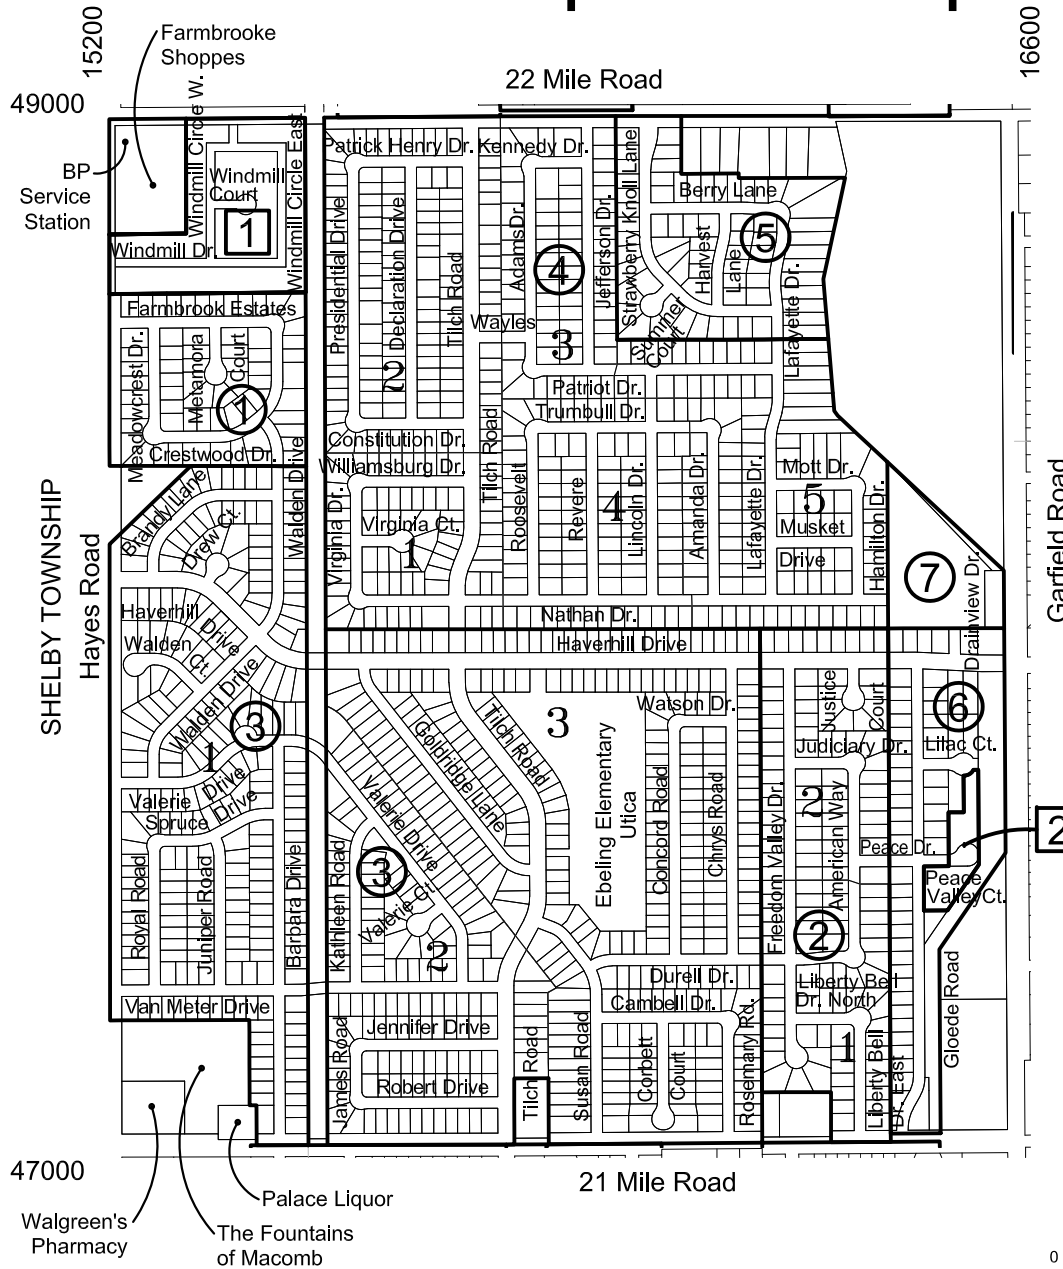 15200
16600
Farmbrooke
Shoppes
22 Mile Road
49000
BP
Service
Station
Windmill Circle W.
Windmill
Court
Windmill Circle East
1
Windmill Dr.
Patrick Henry Dr.
Kennedy Dr.
Presidential Drive
Declaration Drive
Tilch Road
Adams Dr.
4
Jefferson Dr.
Strawberry Knoll Lane
Berry Lane
Harvest
Lane
5
Lafayette Dr.
Summer
Court
Wayles
3
2
Farmbrook Estates
Meadowcrest Dr.
Metamora
Court
1
Crestwood Dr.
Walden Drive
Patriot Dr.
Trumbull Dr.
Constitution Dr.
Williamsburg Dr.
Tilch Road
Roosevelt
Revere
4
Lincoln Dr.
Amanda Dr.
Lafayette Dr.
Mott Dr.
5
Musket
Drive
Hamilton Dr.
7
Drainview Dr.
Garfield Road
SHELBY TOWNSHIP
Hayes Road
Brandy Lane
Drew Ct.
Virginia Dr.
Virginia Ct.
1
Nathan Dr.
Haverhill
Drive
Haverhill Drive
Walden
Ct.
Walden Drive
3
1
Valerie
Drive
Spruce
Drive
Goldridge Lane
Tilch Road
3
Valerie Drive
Ebeling Elementary
Utica
Watson Dr.
Concord Road
Chrys Road
Freedom Valley Dr.
Justice
Court
6
Judiciary Dr.
Lilac Ct.
2
American Way
Peace Dr.
2
Peace
Valley Ct.
Royal Road
Juniper Road
Barbara Drive
Kathleen Road
3
Valerie Ct.
2
2
Durell Dr.
Liberty Bell
Dr. North
Cambell Dr.
Van Meter Drive
Jennifer Drive
James Road
Robert Drive
Tilch Road
Susan Road
Corbett
Court
Rosemary Rd.
1
Liberty Bell
Dr. East
Gloede Road
47000
21 Mile Road
Palace Liquor
Walgreen's
Pharmacy
The Fountains
of Macomb
0